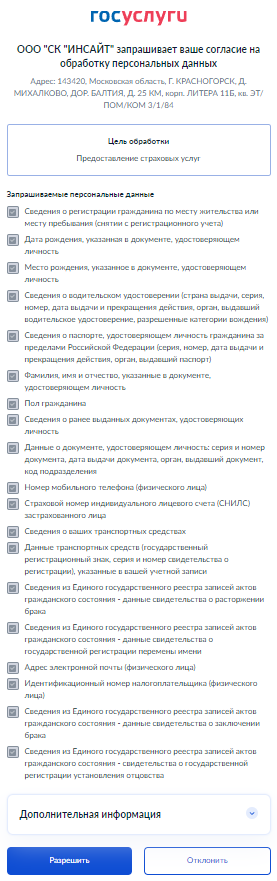 госуслуги
ООО "СК "ИНСАЙТ" запрашивает ваше согласие на
обработку персональных данных
Адрес: 143420, Московская область, Г. КРАСНОГОРСК, Д.
МИХАЛКОВО, ДОР. БАЛТИЯ, Д. 25 КМ, корп. ЛИТЕРА 11Б, кв. ЭТ/
ПОМ/КОМ 3/1/84
Цель обработки
Предоставление страховых услуг
Запрашиваемые персональные данные
Сведения о регистрации гражданина по месту жительства или
месту пребывания (снятии с регистрационного учета)
Дата рождения, указанная в документе, удостоверяющем
личность
Место рождения, указанное в документе, удостоверяющем
личность
Сведения о водительском удостоверении (страна выдачи, серия,
номер, дата выдачи и прекращения действия, орган, выдавший
водительское удостоверение, разрешенные категории вождения)
Сведения о паспорте, удостоверяющем личность гражданина за
пределами Российской Федерации (серия, номер, дата выдачи и
прекращения действия, орган, выдавший паспорт)
Фамилия, имя и отчество, указанные в документе,
удостоверяющем личность
Пол гражданина
Сведения о ранее выданных документах, удостоверяющих
личность
Данные о документе, удостоверяющем личность: серия и номер
документа, дата выдачи документа, орган, выдавший документ,
код подразделения
Номер мобильного телефона (физического лица)
Страховой номер индивидуального лицевого счета (СНИЛС)
застрахованного лица
Сведения о ваших транспортных средствах
Данные транспортных средств (государственный
регистрационный знак, серия и номер свидетельства о
регистрации), указанные в вашей учетной записи
Сведения из Единого государственного реестра записей актов
гражданского состояния - данные свидетельства о расторжении
брака
Сведения из Единого государственного реестра записей актов
гражданского состояния - данные свидетельства о
государственной регистрации перемены имени
Адрес электронной почты (физического лица)
Идентификационный номер налогоплательщика (физического
лица)
Сведения из Единого государственного реестра записей актов
гражданского состояния - данные свидетельства о заключении
брака
Сведения из Единого государственного реестра записей актов
гражданского состояния - свидетельства о государственной
регистрации установления отцовства
Дополнительная информация
Разрешить
Отклонить